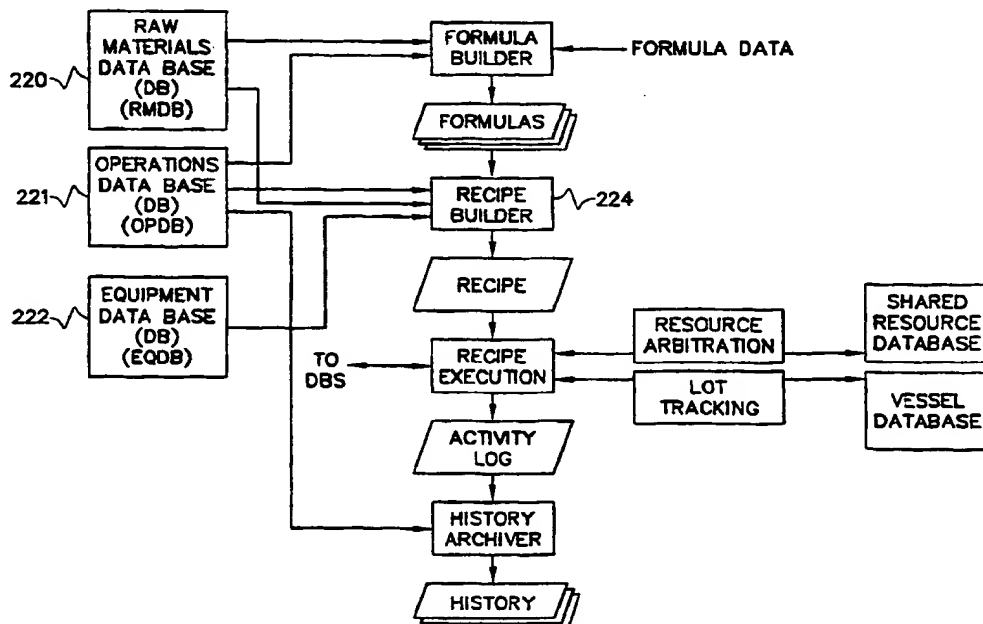 RAW
MATERIALS
DATA BASE
(DB)
(RMDB)
220
OPERATIONS
DATA BASE
(DB)
(OPDB)
221
EQUIPMENT
DATA BASE
(DB)
(EQDB)
222
FORMULA
BUILDER
FORMULA DATA
FORMULAS
RECIPE
BUILDER
224
RECIPE
TO
DBS
RECIPE
EXECUTION
RESOURCE
ARBITRATION
SHARED
RESOURCE
DATABASE
LOT
TRACKING
VESSEL
DATABASE
ACTIVITY
LOG
HISTORY
ARCHIVER
HISTORY